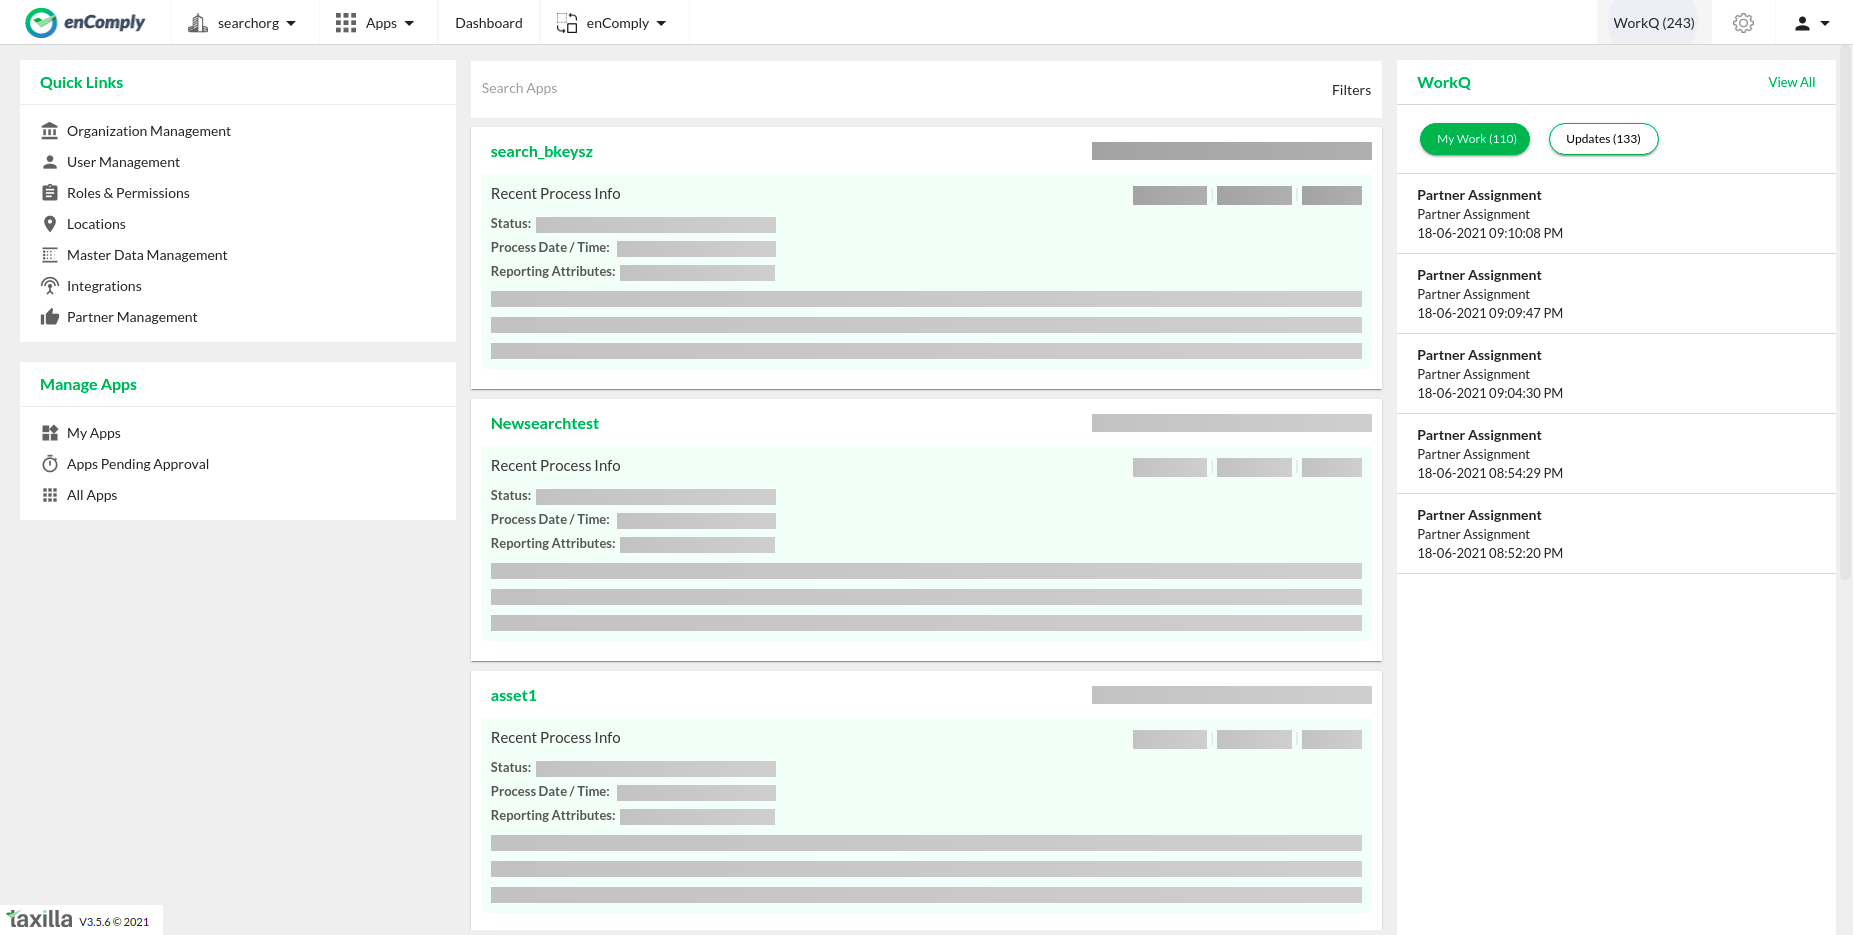 enComply
searchorg
Apps
Dashboard
enComply
WorkQ (243)
Quick Links
Organization Management
User Management
Roles & Permissions
Locations
Master Data Management
Integrations
Partner Management
Manage Apps
My Apps
Apps Pending Approval
All Apps
Search Apps
Filters
search_bkeysz
Recent Process Info
Status:
Process Date / Time:
Reporting Attributes:
Newsearchtest
Recent Process Info
Status:
Process Date / Time:
Reporting Attributes:
asset1
Recent Process Info
Status:
Process Date / Time:
Reporting Attributes:
WorkQ
View All
My Work (110)
Updates (133)
Partner Assignment
Partner Assignment
18-06-2021 09:10:08 PM
Partner Assignment
Partner Assignment
18-06-2021 09:09:47 PM
Partner Assignment
Partner Assignment
18-06-2021 09:04:30 PM
Partner Assignment
Partner Assignment
18-06-2021 08:54:29 PM
Partner Assignment
Partner Assignment
18-06-2021 08:52:20 PM
taxilla V3.5.6 © 2021